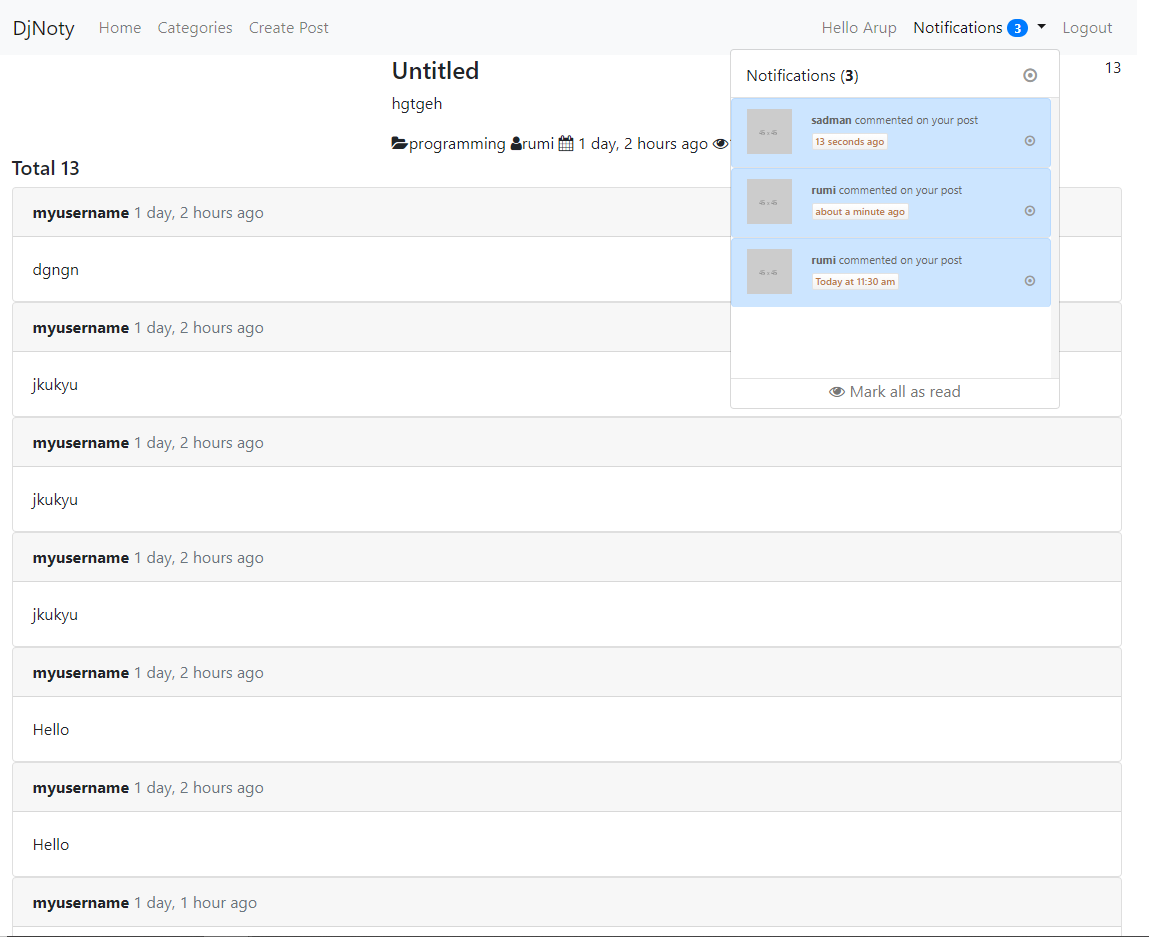 DjNoty Home Categories Create Post Hello Arup Notifications 3 Logout
Notifications (3)
sadman commented on your post
13 seconds ago
rumi commented on your post
about a minute ago
rumi commented on your post
Today at 11:30 am
Mark all as read
Untitled
13
hgtgeh
programming rumi 1 day, 2 hours ago
Total 13
myusername 1 day, 2 hours ago
dgngn
myusername 1 day, 2 hours ago
jkukyu
myusername 1 day, 2 hours ago
jkukyu
myusername 1 day, 2 hours ago
jkukyu
myusername 1 day, 2 hours ago
Hello
myusername 1 day, 2 hours ago
Hello
myusername 1 day, 1 hour ago